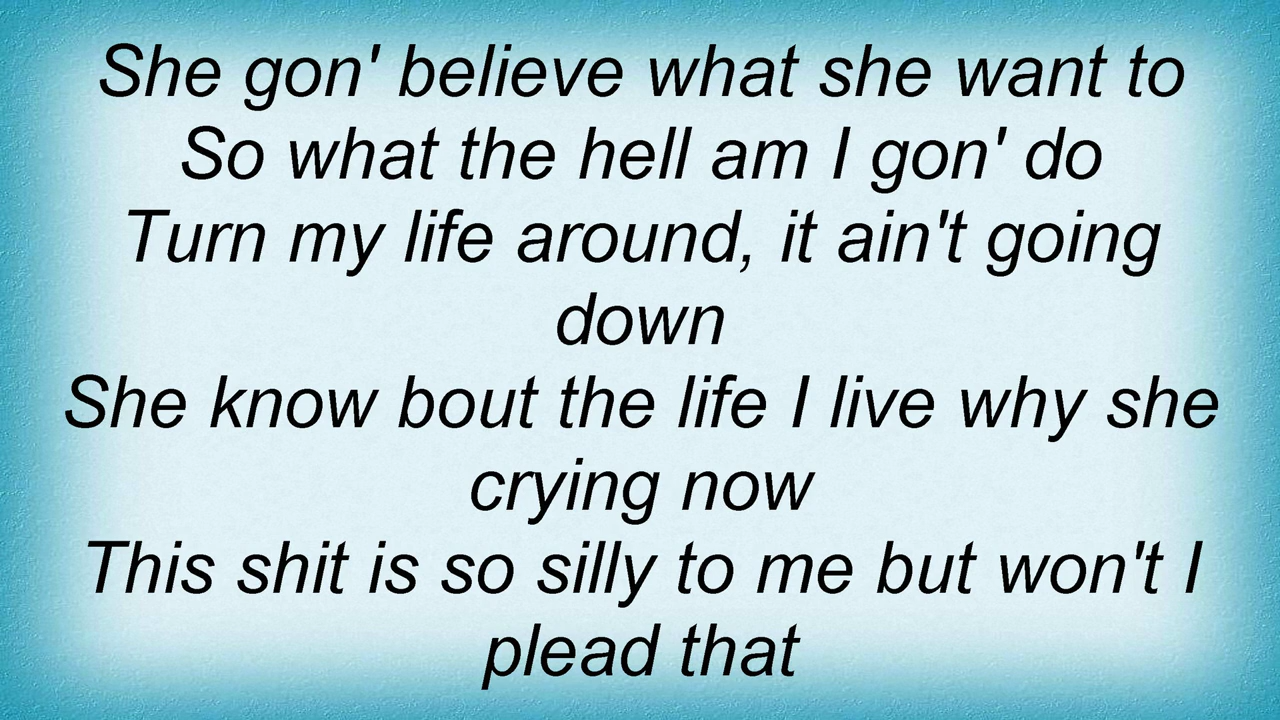 She gon' believe what she want to
So what the hell am I gon' do
Turn my life around, it ain't going
down
She know bout the life I live why she
crying now
This shit is so silly to me but won't I
plead that